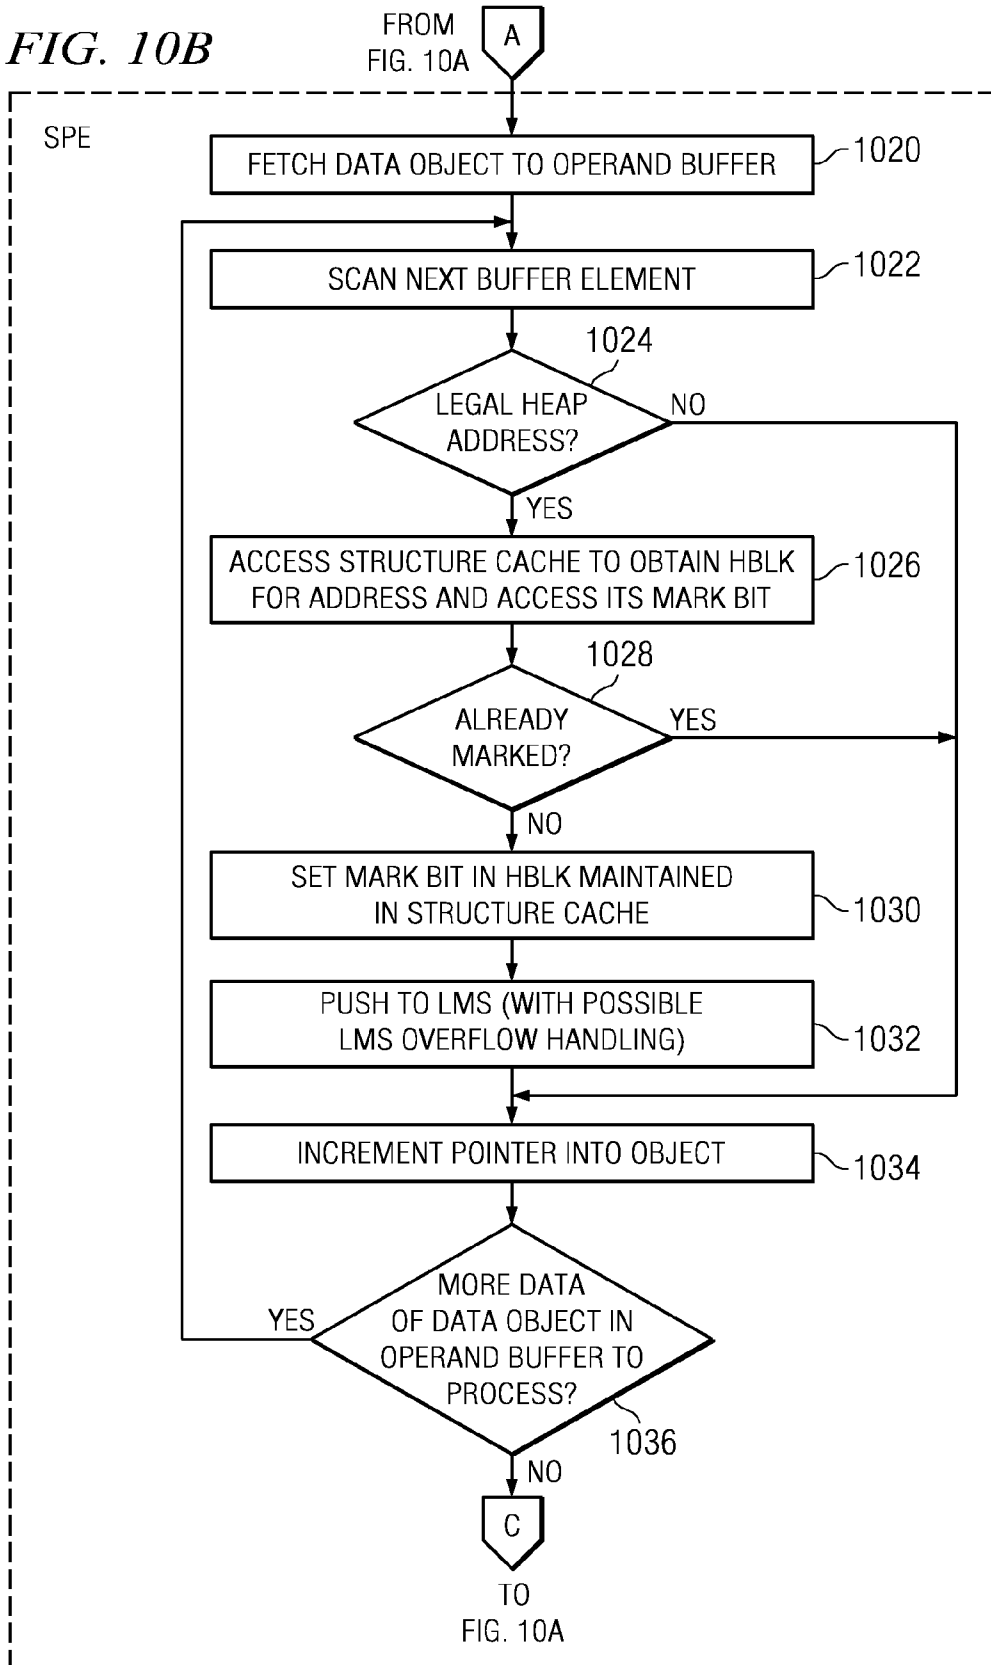 FIG. 10B
FROM
FIG. 10A
A
SPE
FETCH DATA OBJECT TO OPERAND BUFFER
1020
SCAN NEXT BUFFER ELEMENT
1022
1024
LEGAL HEAP
ADDRESS?
NO
YES
ACCESS STRUCTURE CACHE TO OBTAIN HBLK
FOR ADDRESS AND ACCESS ITS MARK BIT
1026
1028
ALREADY
MARKED?
YES
NO
SET MARK BIT IN HBLK MAINTAINED
IN STRUCTURE CACHE
1030
PUSH TO LMS (WITH POSSIBLE
LMS OVERFLOW HANDLING)
1032
INCREMENT POINTER INTO OBJECT
1034
MORE DATA
OF DATA OBJECT IN
OPERAND BUFFER TO
PROCESS?
YES
1036
NO
C
TO
FIG. 10A